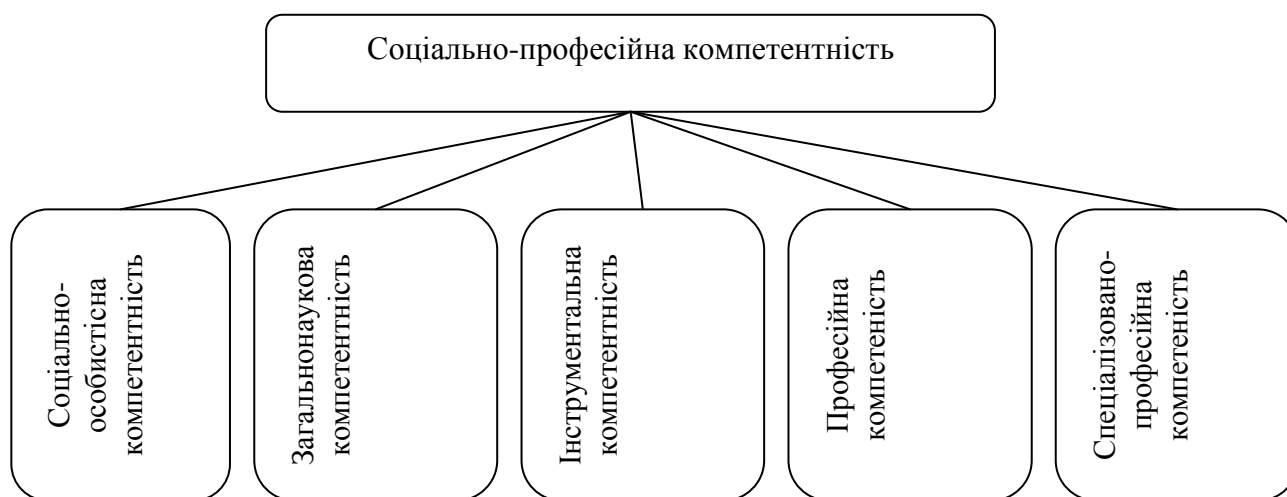 Соціально-професійна компетентність
Соціально-
особистісна
компетентність
Загальнонаукова
компетентність
Інструментальна
компетентність
Професійна
компетеність
Спеціалізовано-
професійна
компетеність